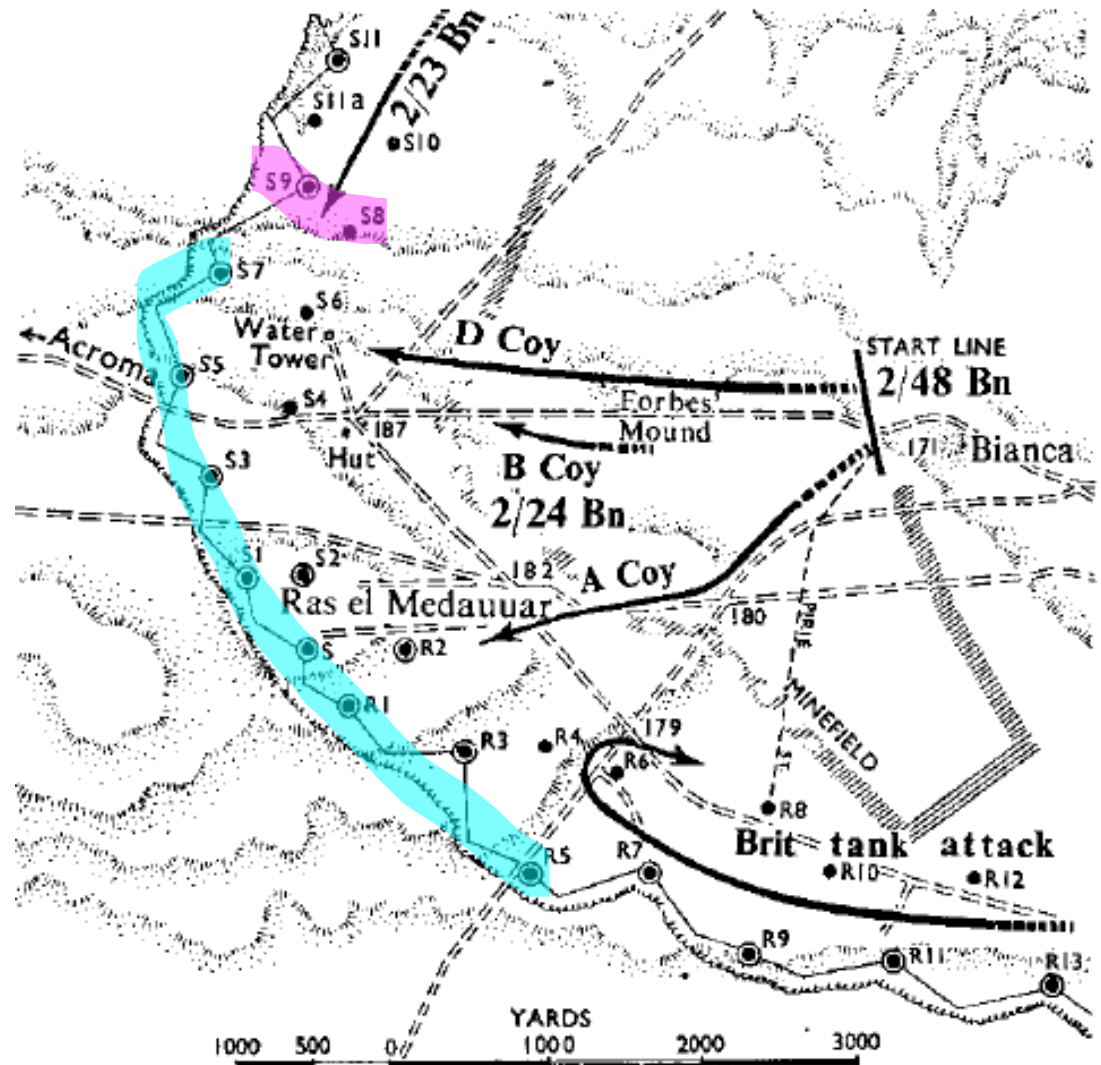 S11
S11a
2/23 Bn
S10
S9
S8
S7
S6
Water
Tower
D Coy
START LINE
2/48 Bn
←Acroma
S5
S4
187
Hut
Forbes'
Mound
171
Bianca
B Coy
2/24 Bn
S3
S1
S2
182
A Coy
Ras el Medauuar
180
PIRIE
ST.
MINEFIELD
S
R2
R1
R3
R4
179
R6
R8
Brit tank attack
R5
R7
R10
R12
R9
R11
R13
YARDS
1000 500 0 1000 2000 3000